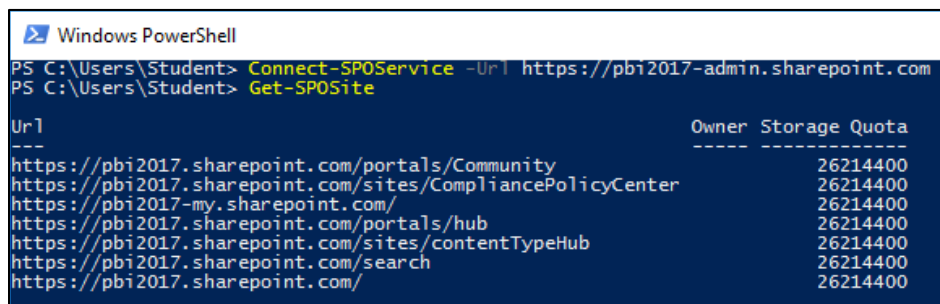 Windows PowerShell
PS C:\Users\Student> Connect-SPOService -Url https://pbi2017-admin.sharepoint.com
PS C:\Users\Student> Get-SPOSite
Url Owner Storage Quota
--- ----- -------------
https://pbi2017.sharepoint.com/portals/Community 26214400
https://pbi2017.sharepoint.com/sites/CompliancePolicyCenter 26214400
https://pbi2017-my.sharepoint.com/ 26214400
https://pbi2017.sharepoint.com/portals/hub 26214400
https://pbi2017.sharepoint.com/sites/contentTypeHub 26214400
https://pbi2017.sharepoint.com/search 26214400
https://pbi2017.sharepoint.com/ 26214400